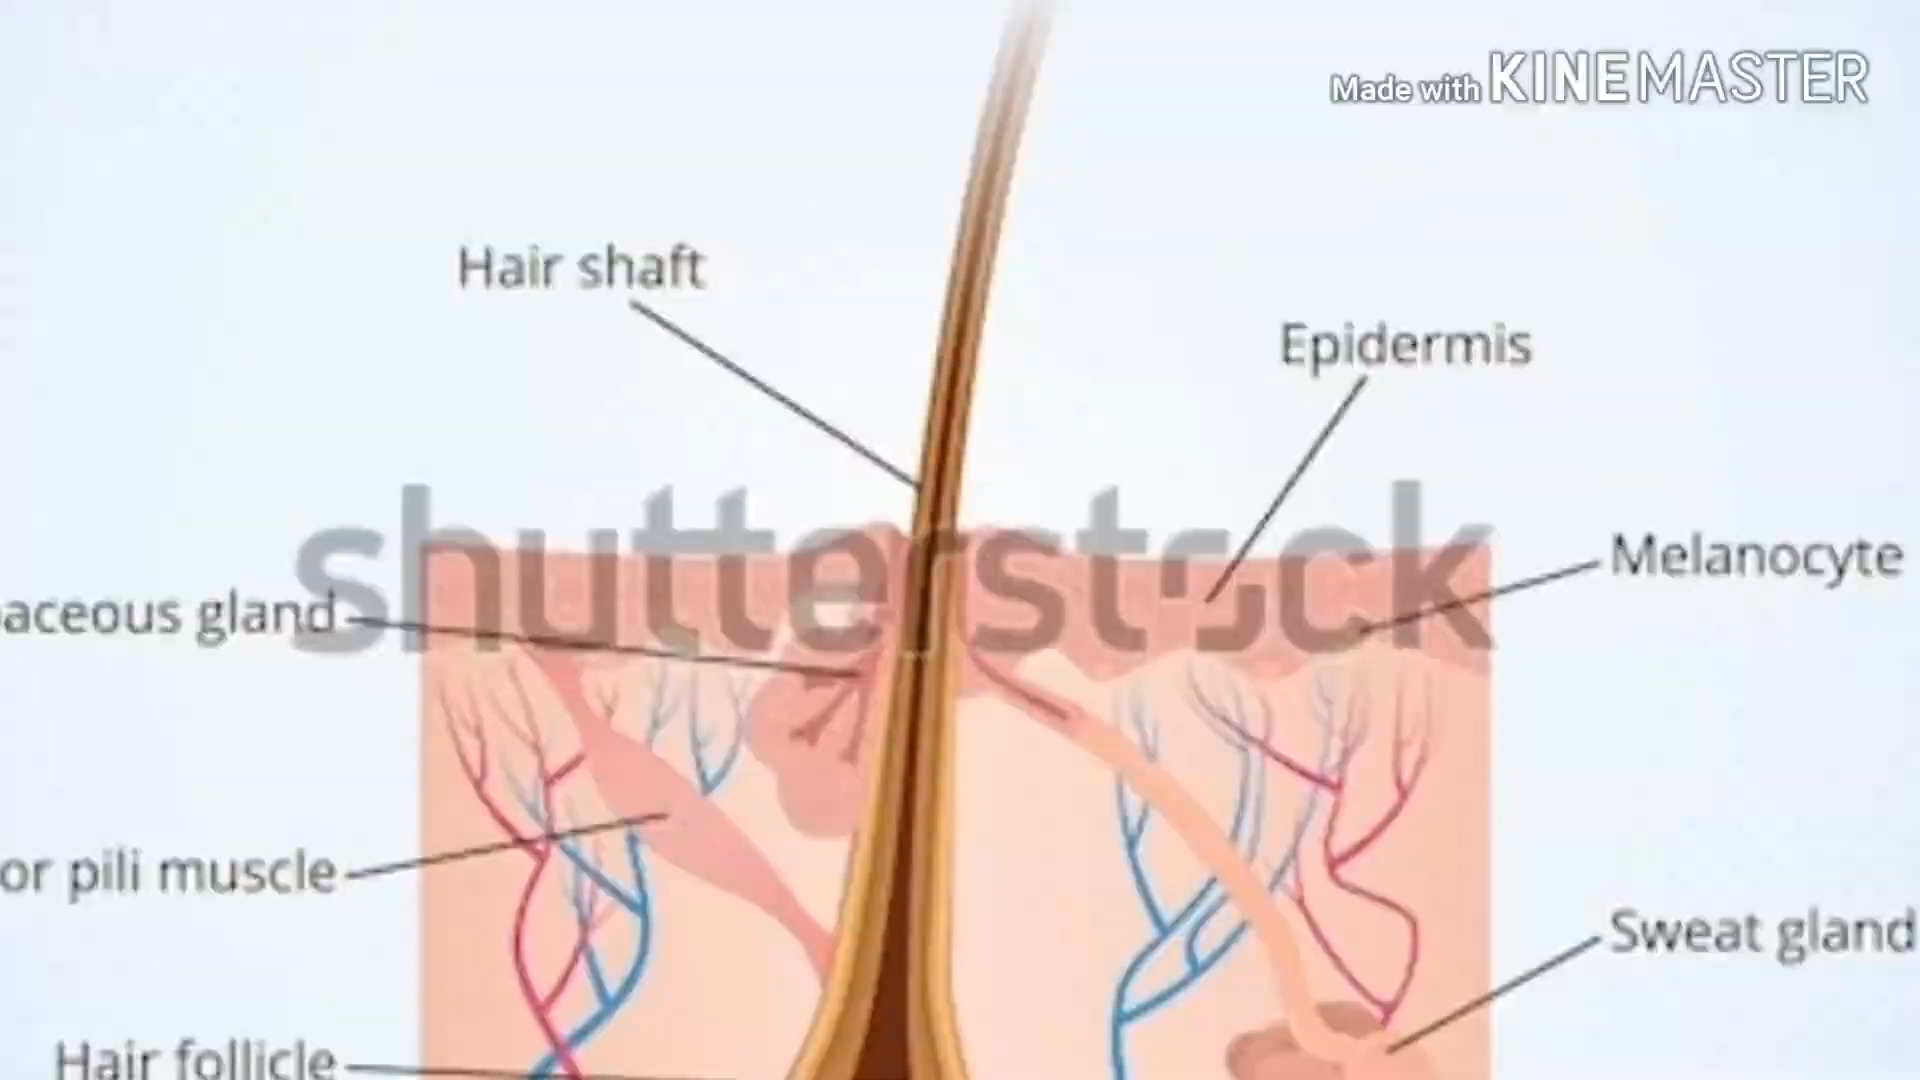 Made with KINEMASTER
Hair shaft
Epidermis
shutterstock
Melanocyte
aceous gland
or pili muscle
Sweat gland
Hair follicle